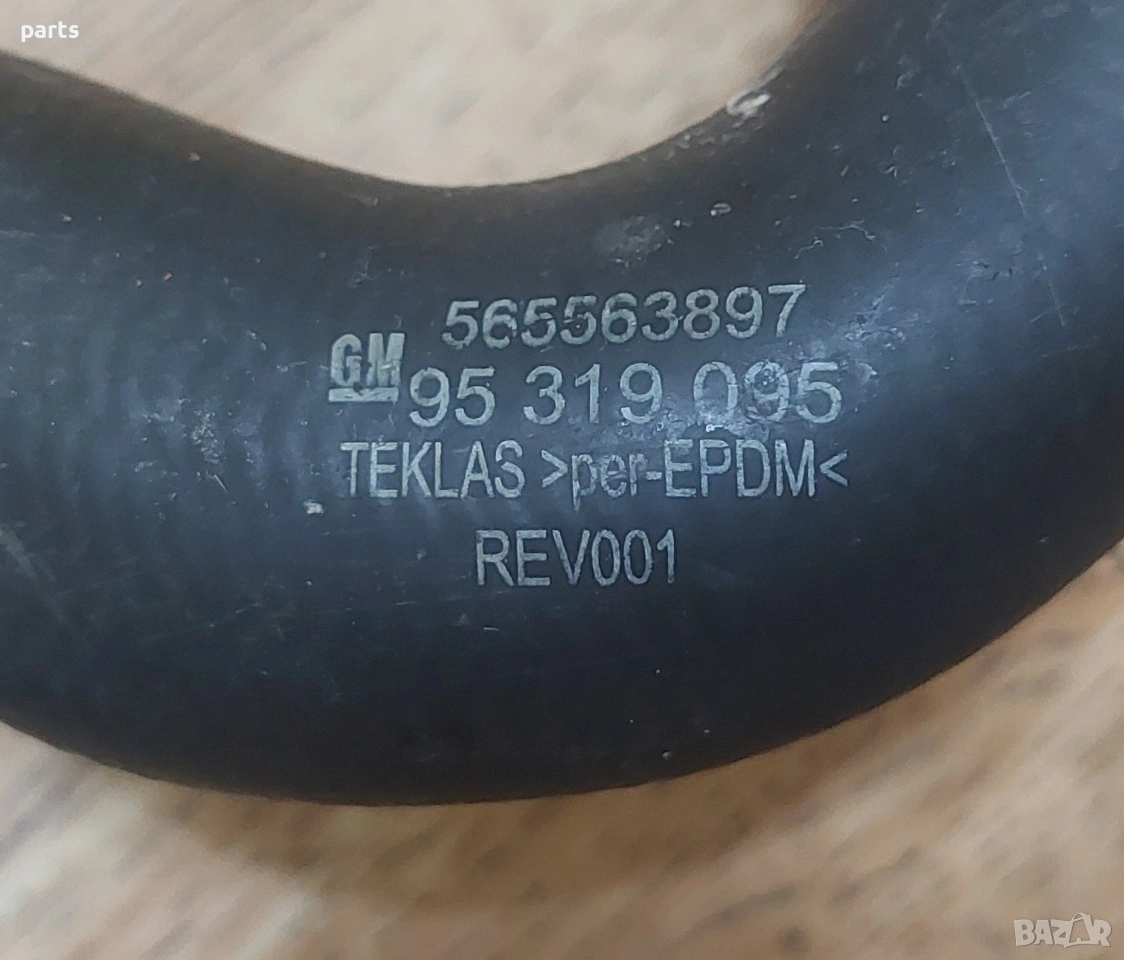 parts
565563897
GM 95 319 095
TEKLAS >per-EPDM<
REV001
BAZAR